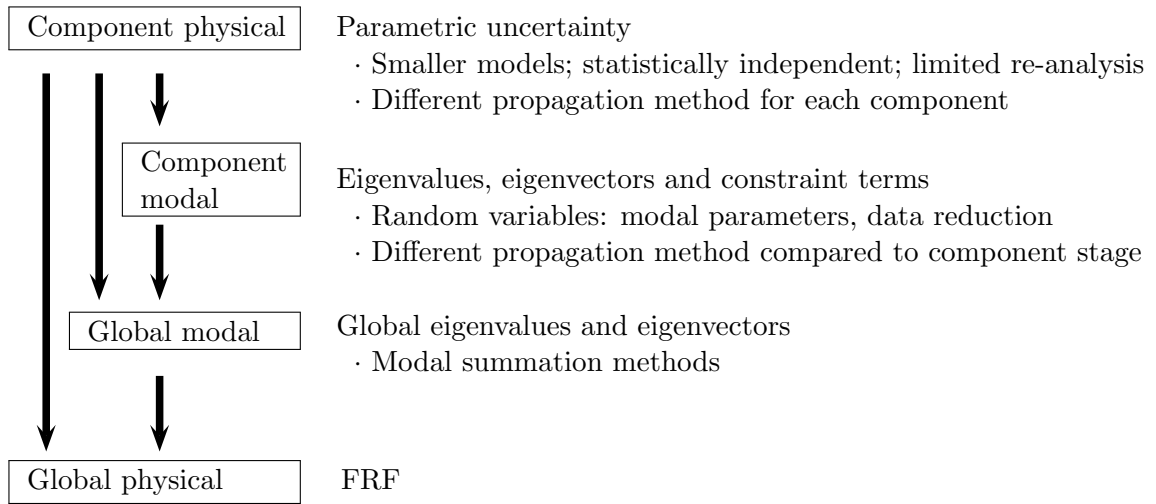 Component physical
Parametric uncertainty
· Smaller models; statistically independent; limited re-analysis
· Different propagation method for each component
Component
modal
Eigenvalues, eigenvectors and constraint terms
· Random variables: modal parameters, data reduction
· Different propagation method compared to component stage
Global modal
Global eigenvalues and eigenvectors
· Modal summation methods
Global physical
FRF